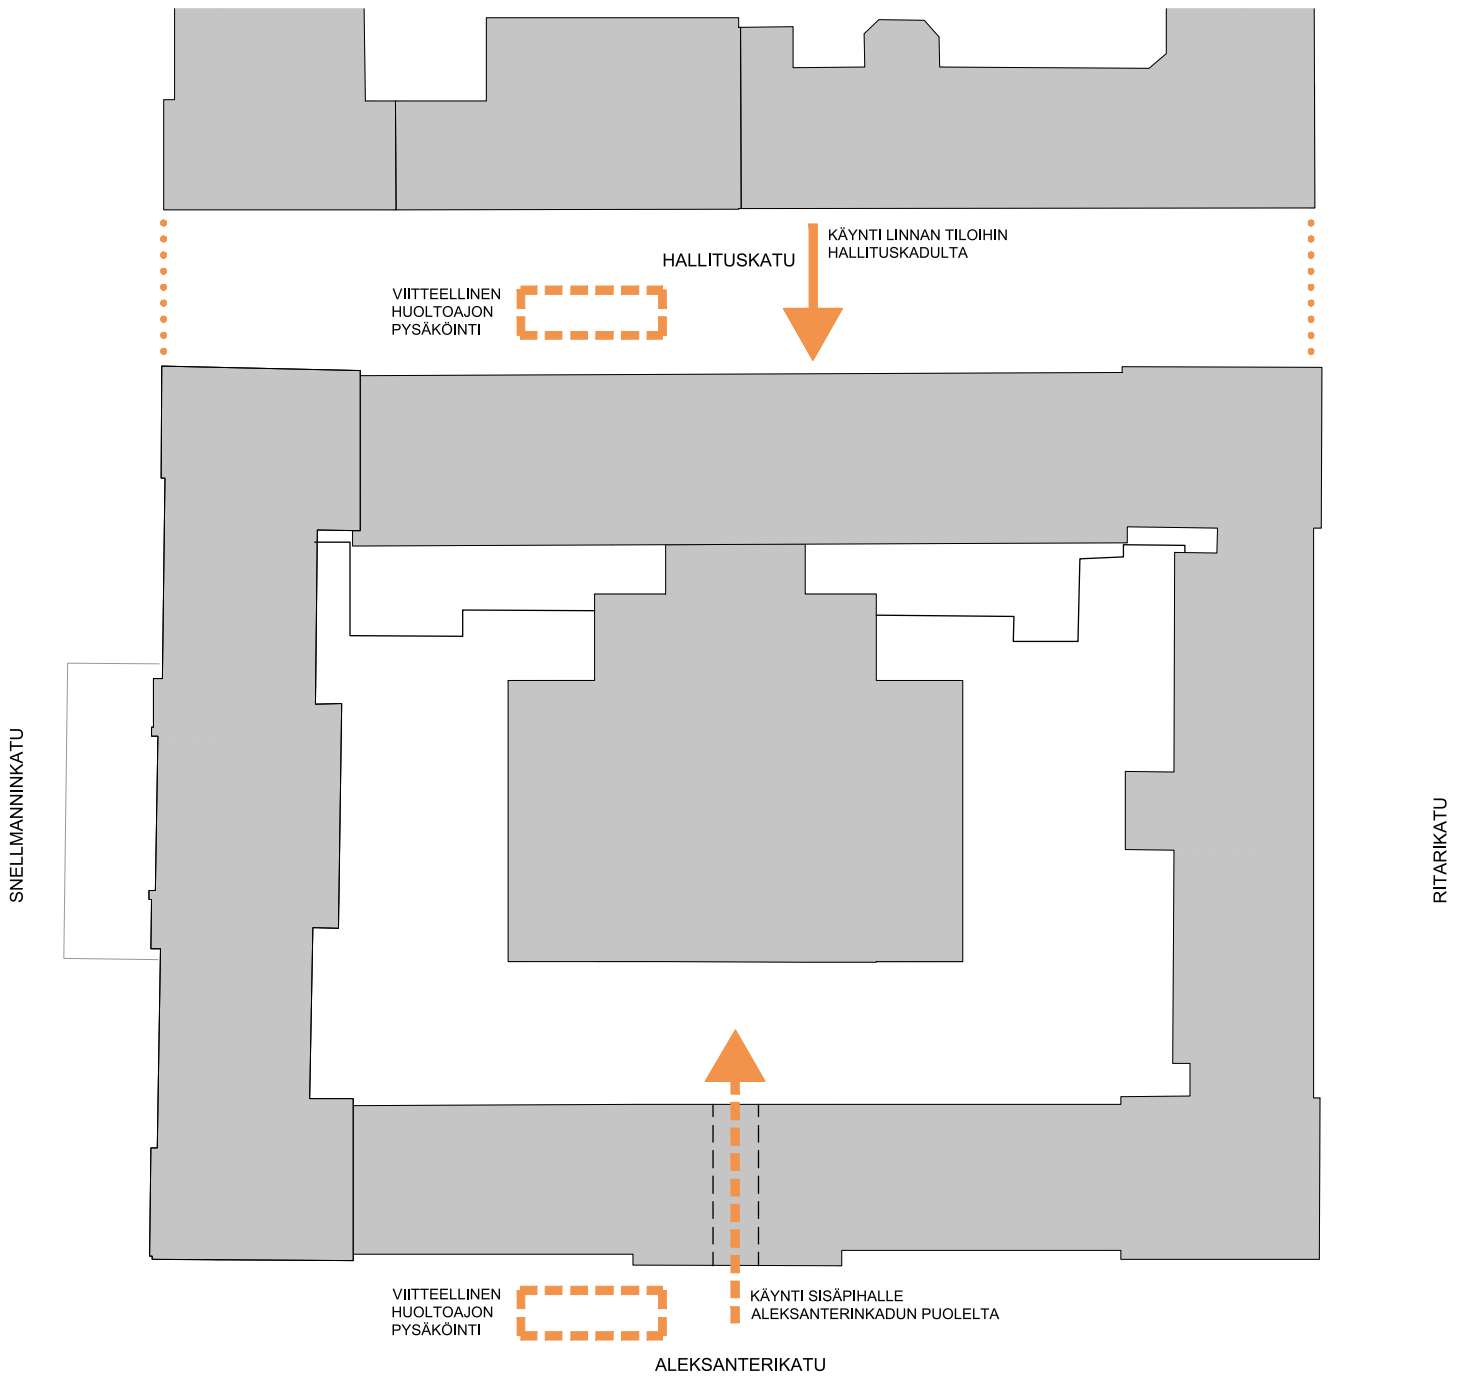 KÄYNTI LINNAN TILOIHIN
HALLITUSKADULTA
HALLITUSKATU
VIITTEELLINEN
HUOLTOAJON
PYSÄKÖINTI
SNELLMANNINKATU
RITARIKATU
VIITTEELLINEN
HUOLTOAJON
PYSÄKÖINTI
KÄYNTI SISÄPIHALLE
ALEKSANTERINKADUN PUOLELTA
ALEKSANTERIKATU